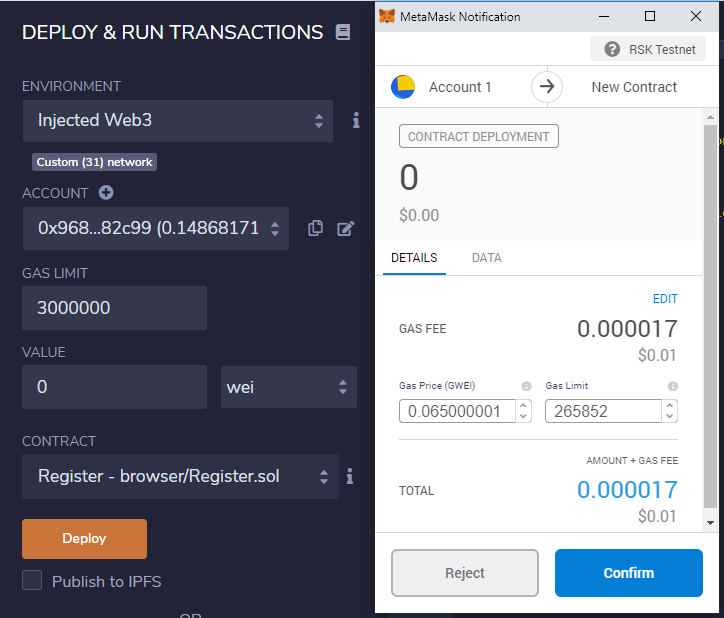 DEPLOY & RUN TRANSACTIONS
ENVIRONMENT
Injected Web3
Custom (31) network
ACCOUNT
0x968...82c99 (0.14868171
GAS LIMIT
3000000
VALUE
0
wei
CONTRACT
Register - browser/Register.sol
Deploy
Publish to IPFS
OR
MetaMask Notification
RSK Testnet
Account 1
New Contract
CONTRACT DEPLOYMENT
0
$0.00
DETAILS
DATA
EDIT
GAS FEE
0.000017
$0.01
Gas Price (GWEI)
Gas Limit
0.065000001
265852
AMOUNT + GAS FEE
TOTAL
0.000017
$0.01
Reject
Confirm